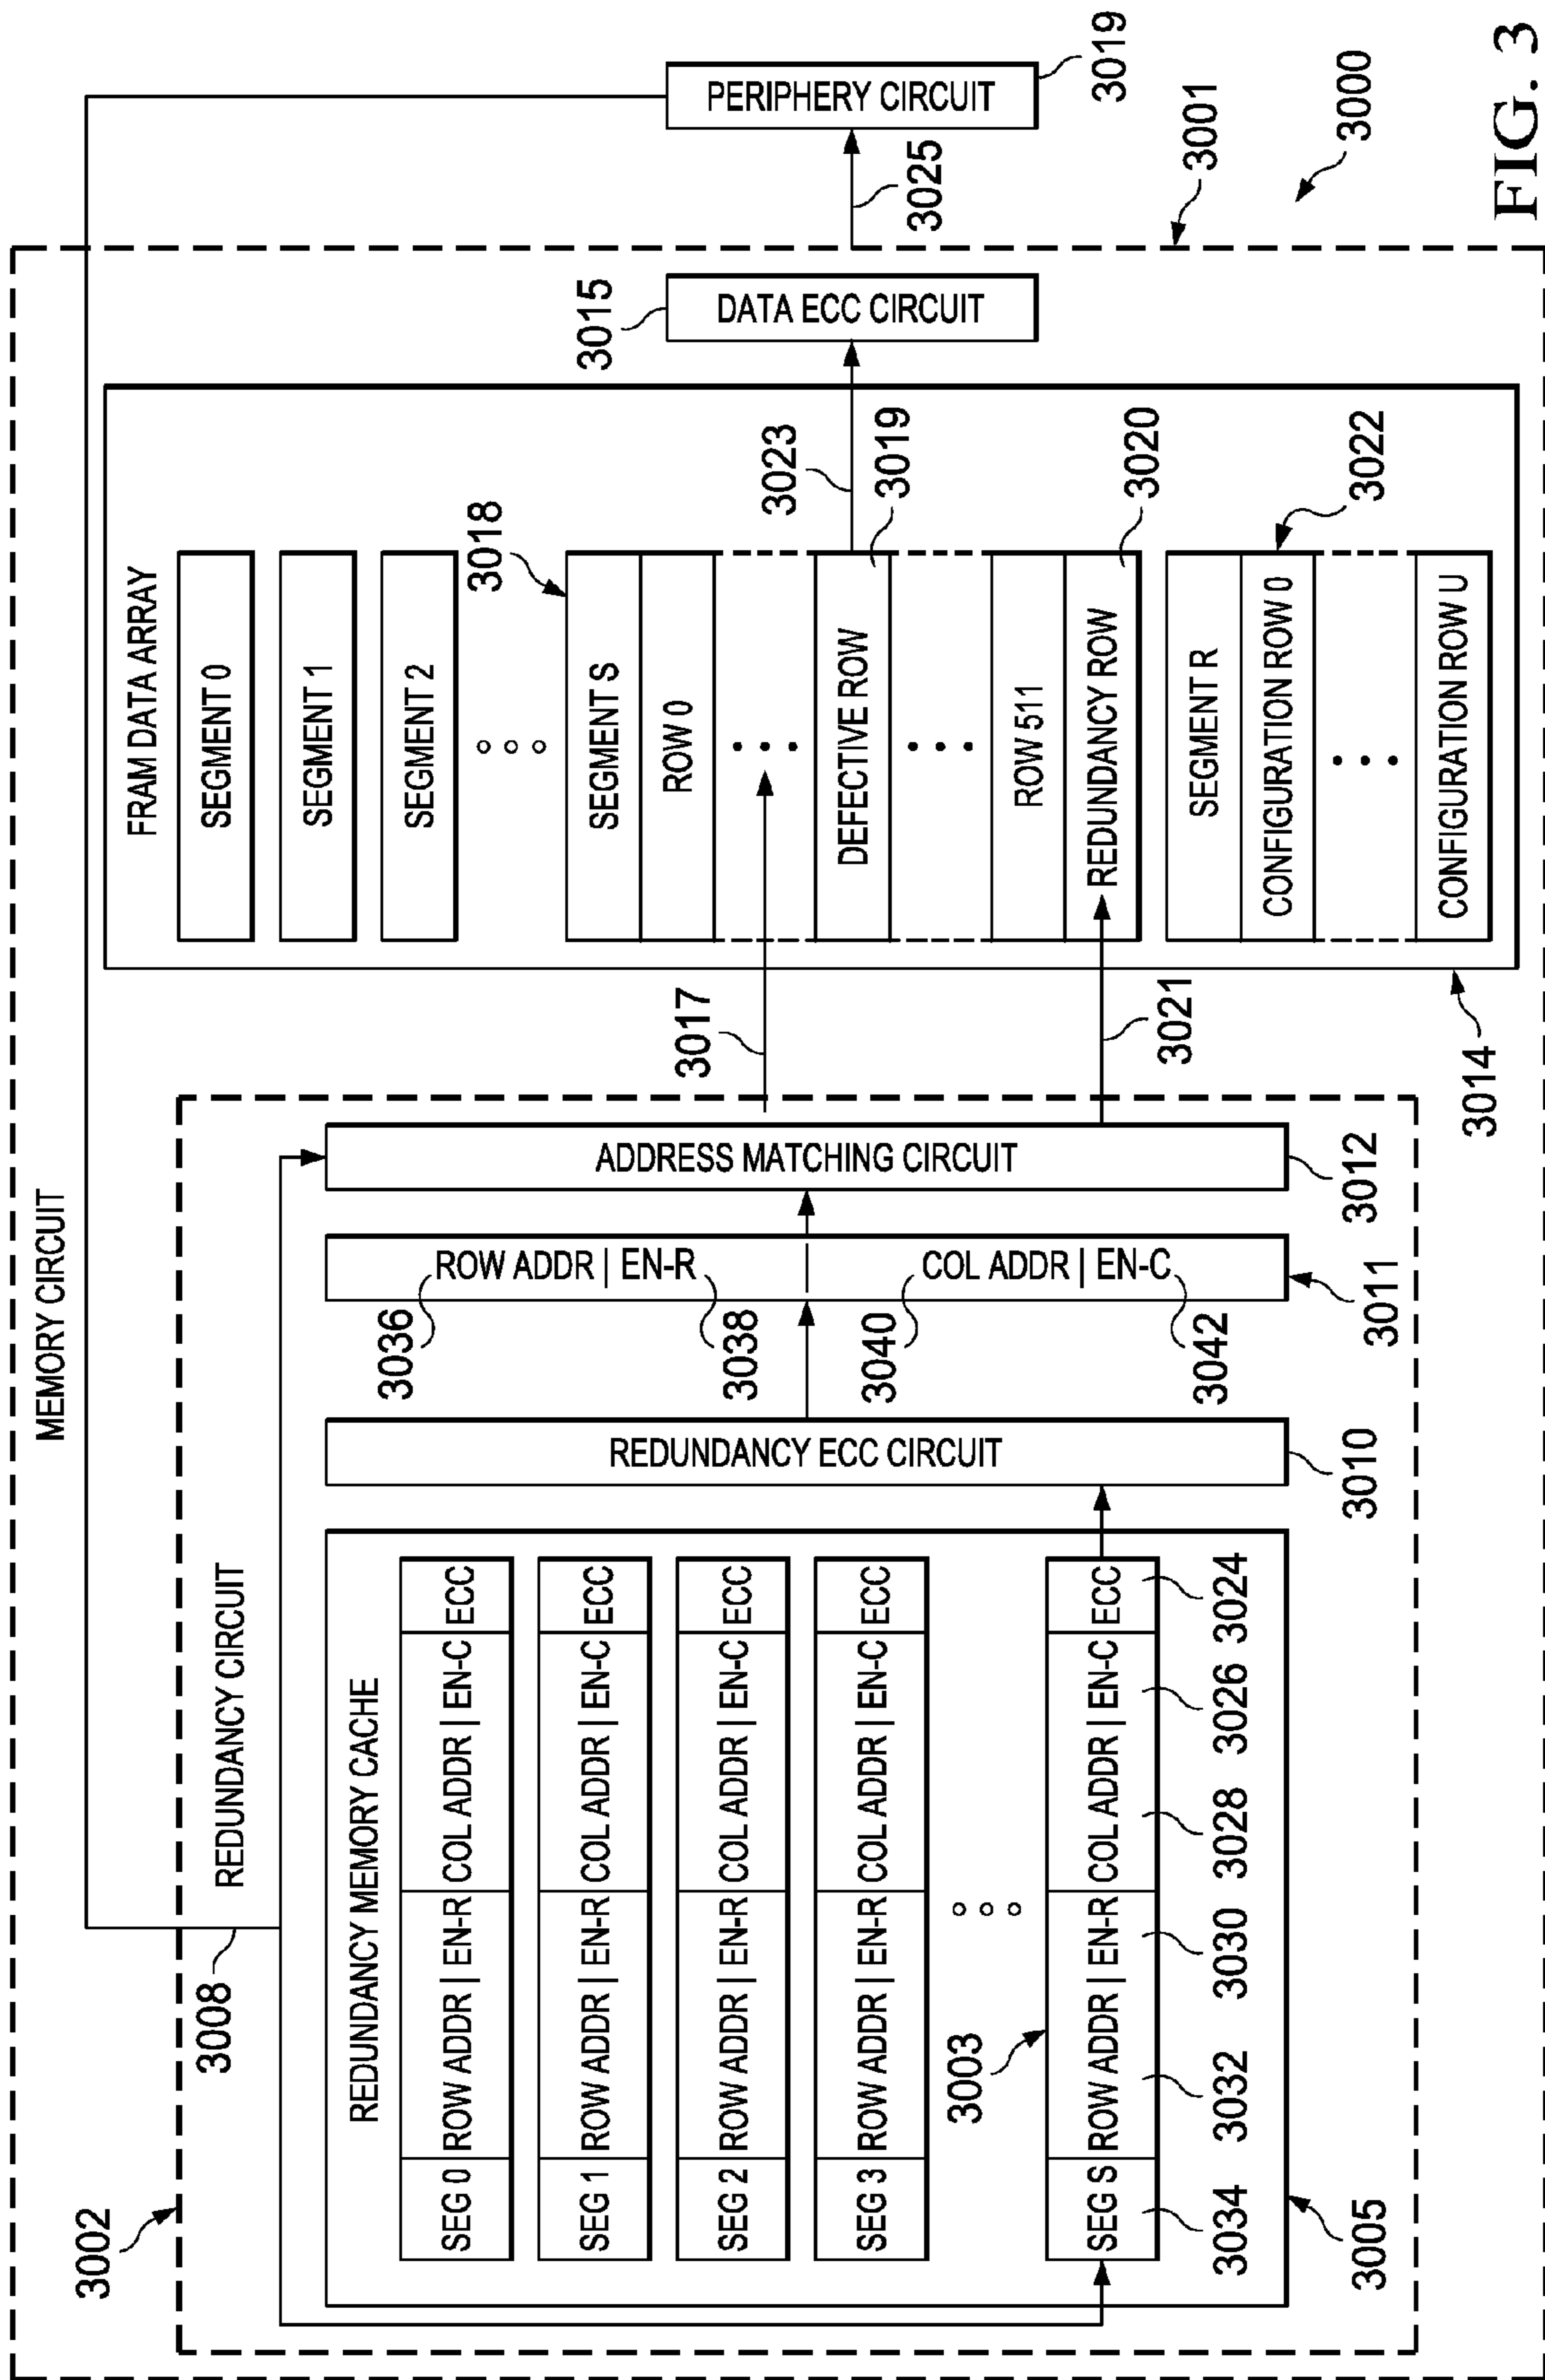 MEMORY CIRCUIT
3002
REDUNDANCY CIRCUIT
3008
REDUNDANCY MEMORY CACHE
SEG 0 ROW ADDR | EN-R COL ADDR | EN-C ECC
SEG 1 ROW ADDR | EN-R COL ADDR | EN-C ECC
SEG 2 ROW ADDR | EN-R COL ADDR | EN-C ECC
SEG 3 ROW ADDR | EN-R COL ADDR | EN-C ECC
3003
SEG S ROW ADDR | EN-R COL ADDR | EN-C ECC
3034 3032 3030 3028 3026 3024
3005
REDUNDANCY ECC CIRCUIT
3010
ROW ADDR | EN-R
COL ADDR | EN-C
3036
3038
3040
3042
3011
ADDRESS MATCHING CIRCUIT
3012
3017
3021
3014
FRAM DATA ARRAY
SEGMENT 0
SEGMENT 1
SEGMENT 2
3018
SEGMENT S
ROW 0
DEFECTIVE ROW
3023
3019
ROW 511
REDUNDANCY ROW
3020
SEGMENT R
CONFIGURATION ROW 0
3022
CONFIGURATION ROW U
3015
DATA ECC CIRCUIT
3025
PERIPHERY CIRCUIT
3019
3001
3000
FIG. 3